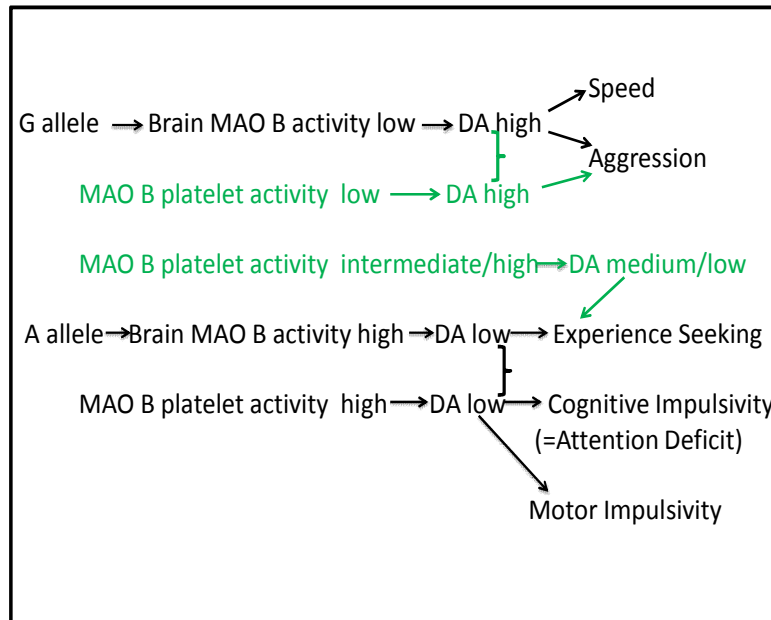 Speed
G allele → Brain MAO B activity low → DA high
Aggression
MAO B platelet activity low → DA high
MAO B platelet activity intermediate/high → DA medium/low
A allele → Brain MAO B activity high → DA low → Experience Seeking
MAO B platelet activity high → DA low → Cognitive Impulsivity
(=Attention Deficit)
Motor Impulsivity